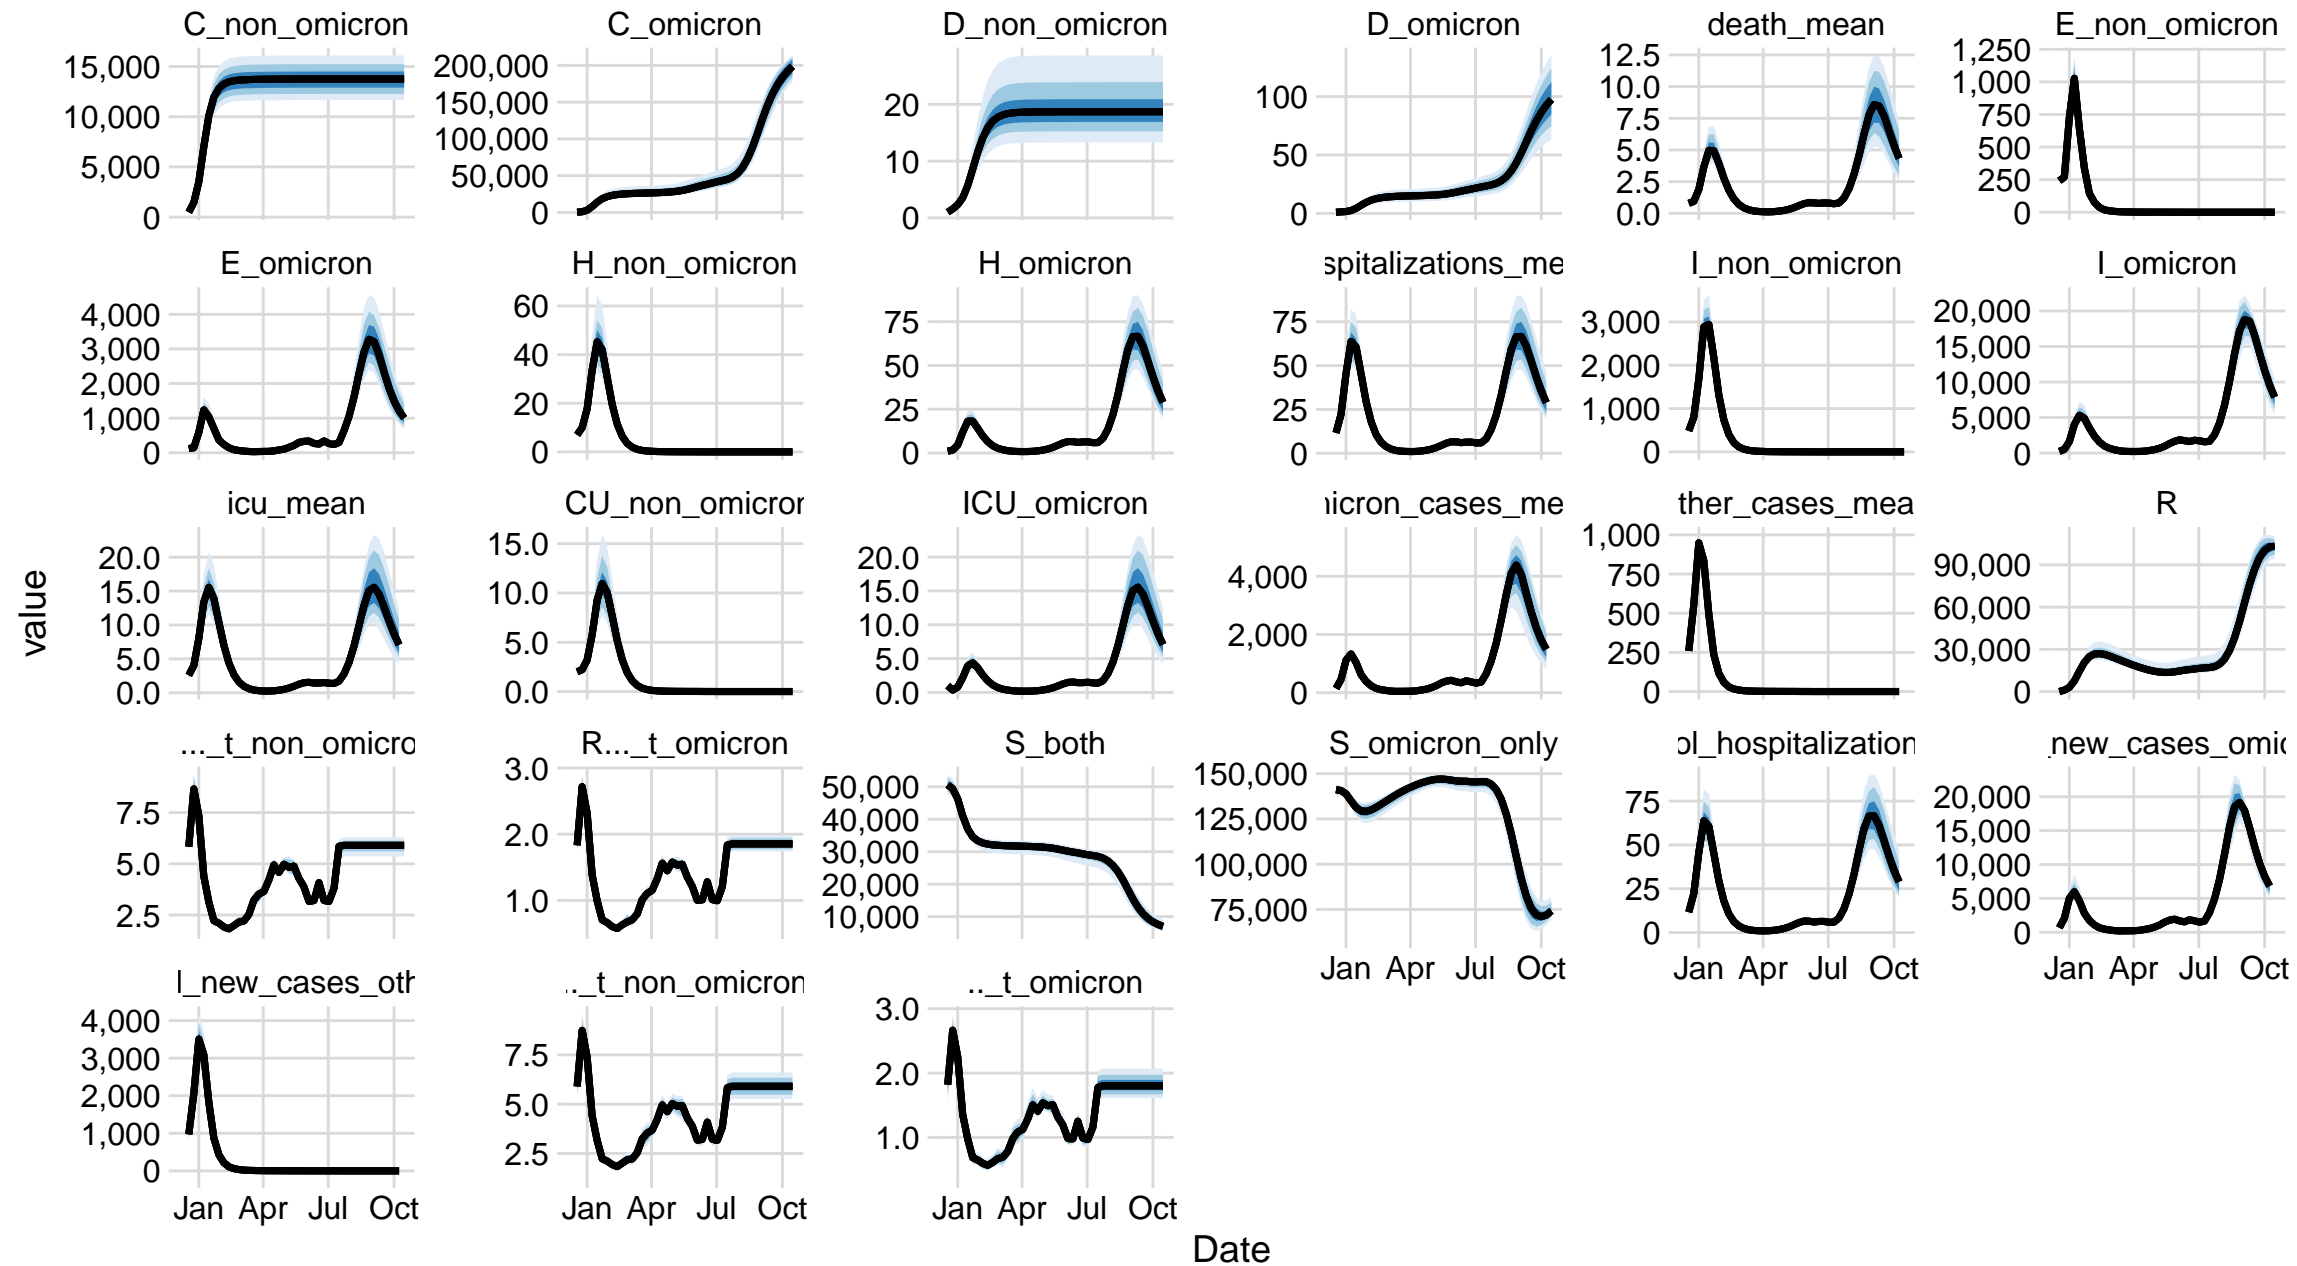 C_non_omicron C_omicron D_non_omicron D_omicron death_mean E_non_omicron
15,000 10,000 5,000 0
200,000 150,000 100,000 50,000 0
20 10 0
100 50 0
12.5 10.0 7.5 5.0 2.5 0.0
1,250 1,000 750 500 250 0
E_omicron H_non_omicron H_omicron spitalizations_me I_non_omicron I_omicron
4,000 3,000 2,000 1,000 0
60 40 20 0
75 50 25 0
75 50 25 0
3,000 2,000 1,000 0
20,000 15,000 10,000 5,000 0
icu_mean CU_non_omicron ICU_omicron nicron_cases_me ther_cases_mea R
20.0 15.0 10.0 5.0 0.0
15.0 10.0 5.0 0.0
20.0 15.0 10.0 5.0 0.0
4,000 2,000 0
1,000 750 500 250 0
90,000 60,000 30,000 0
value
..._t_non_omicro R..._t_omicron S_both S_omicron_only ol_hospitalization _new_cases_omic
7.5 5.0 2.5
3.0 2.0 1.0
50,000 40,000 30,000 20,000 10,000
150,000 125,000 100,000 75,000
75 50 25 0
20,000 15,000 10,000 5,000 0
Jan Apr Jul Oct Jan Apr Jul Oct Jan Apr Jul Oct
l_new_cases_oth .._t_non_omicron .._t_omicron
4,000 3,000 2,000 1,000 0
7.5 5.0 2.5
3.0 2.0 1.0
Jan Apr Jul Oct Jan Apr Jul Oct Jan Apr Jul Oct
Date